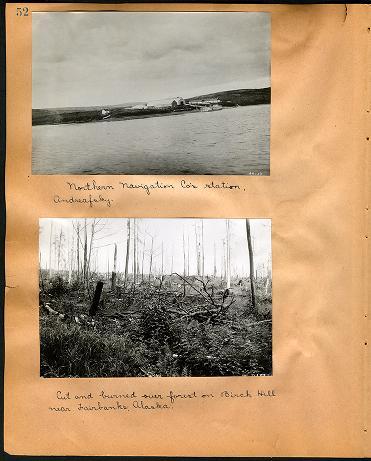 52
Northern Navigation Co's station,
Andreafsky.
Cut and burned over forest on Birch Hill
near Fairbanks, Alaska.